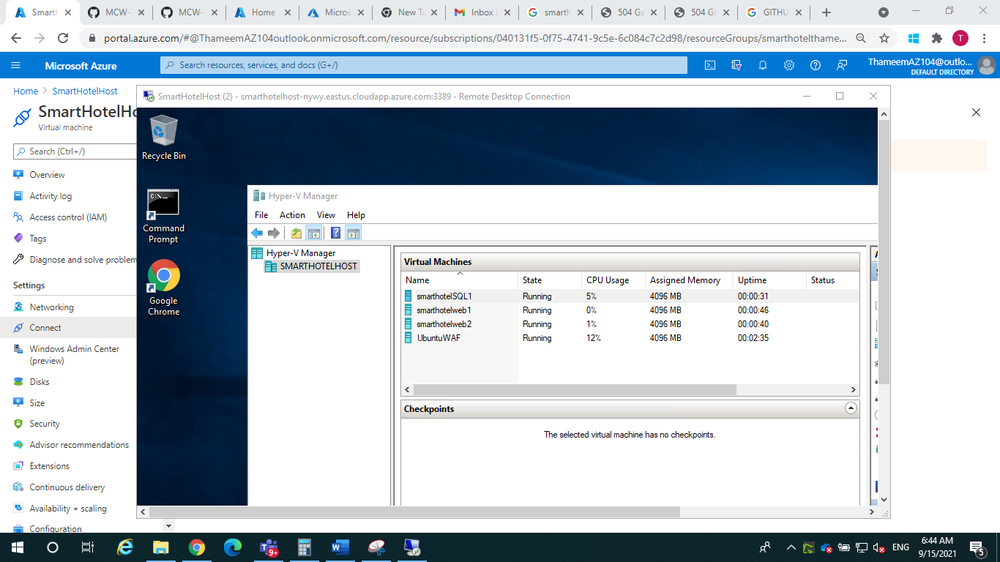 SmartH
MCW-
MCW-
Home
Micros
New Ta
Inbox (
smarth
504 Ga
504 Ga
GITHU
portal.azure.com/#@ThameemAZ104outlook.onmicrosoft.com/resource/subscriptions/040131f5-0f75-4741-9c5e-6c084c7c2d98/resourceGroups/smarthotelthame...
T
Microsoft Azure
Search resources, services, and docs (G+/)
ThameemAZ104@outlo...
DEFAULT DIRECTORY
Home > SmartHotelHost
SmartHotelHo
Virtual machine
Search (Ctrl+/)
Overview
Activity log
Access control (IAM)
Tags
Diagnose and solve problem
Settings
Networking
Connect
Windows Admin Center
(preview)
Disks
Size
Security
Advisor recommendations
Extensions
Continuous delivery
Availability + scaling
Configuration
SmartHotelHost (2) - smarthotelhost-nywy.eastus.cloudapp.azure.com:3389 - Remote Desktop Connection
Recycle Bin
C:\_
Command
Prompt
Google
Chrome
Hyper-V Manager
File Action View Help
Hyper-V Manager
SMARTHOTELHOST
Virtual Machines
Name State CPU Usage Assigned Memory Uptime Status
smarthotelSQL1 Running 5% 4096 MB 00:00:31
smarthotelweb1 Running 0% 4096 MB 00:00:46
smarthotelweb2 Running 1% 4096 MB 00:00:40
UbuntuWAF Running 12% 4096 MB 00:02:35
Checkpoints
The selected virtual machine has no checkpoints.
9+
ENG
6:44 AM
9/15/2021
5